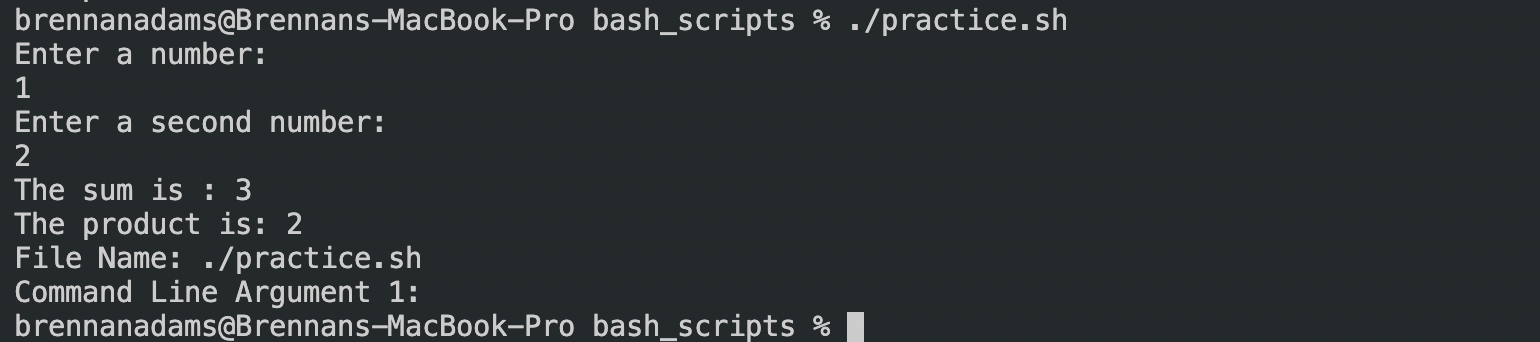 brennanadams@Brennans-MacBook-Pro bash_scripts % ./practice.sh
Enter a number:
1
Enter a second number:
2
The sum is : 3
The product is: 2
File Name: ./practice.sh
Command Line Argument 1:
brennanadams@Brennans-MacBook-Pro bash_scripts %